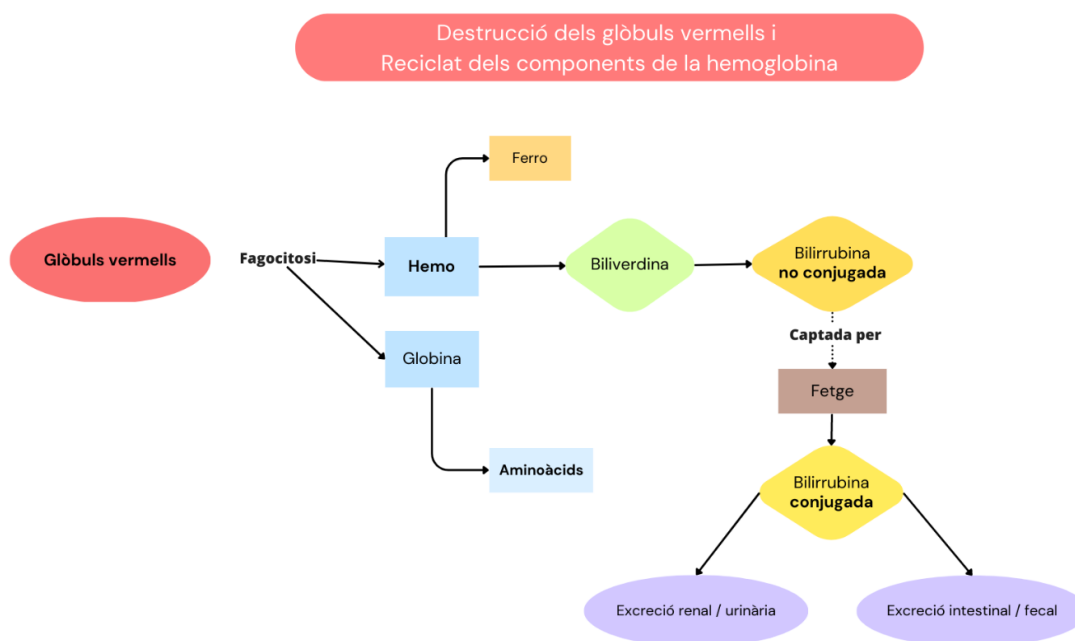 Destrucció dels glòbuls vermells i
Reciclat dels components de la hemoglobina
Ferro
Glòbuls vermells
Fagocitosi
Hemo
Biliverdina
Bilirrubina
no conjugada
Captada per
Globina
Fetge
Aminoàcids
Bilirrubina
conjugada
Excreció renal / urinària
Excreció intestinal / fecal